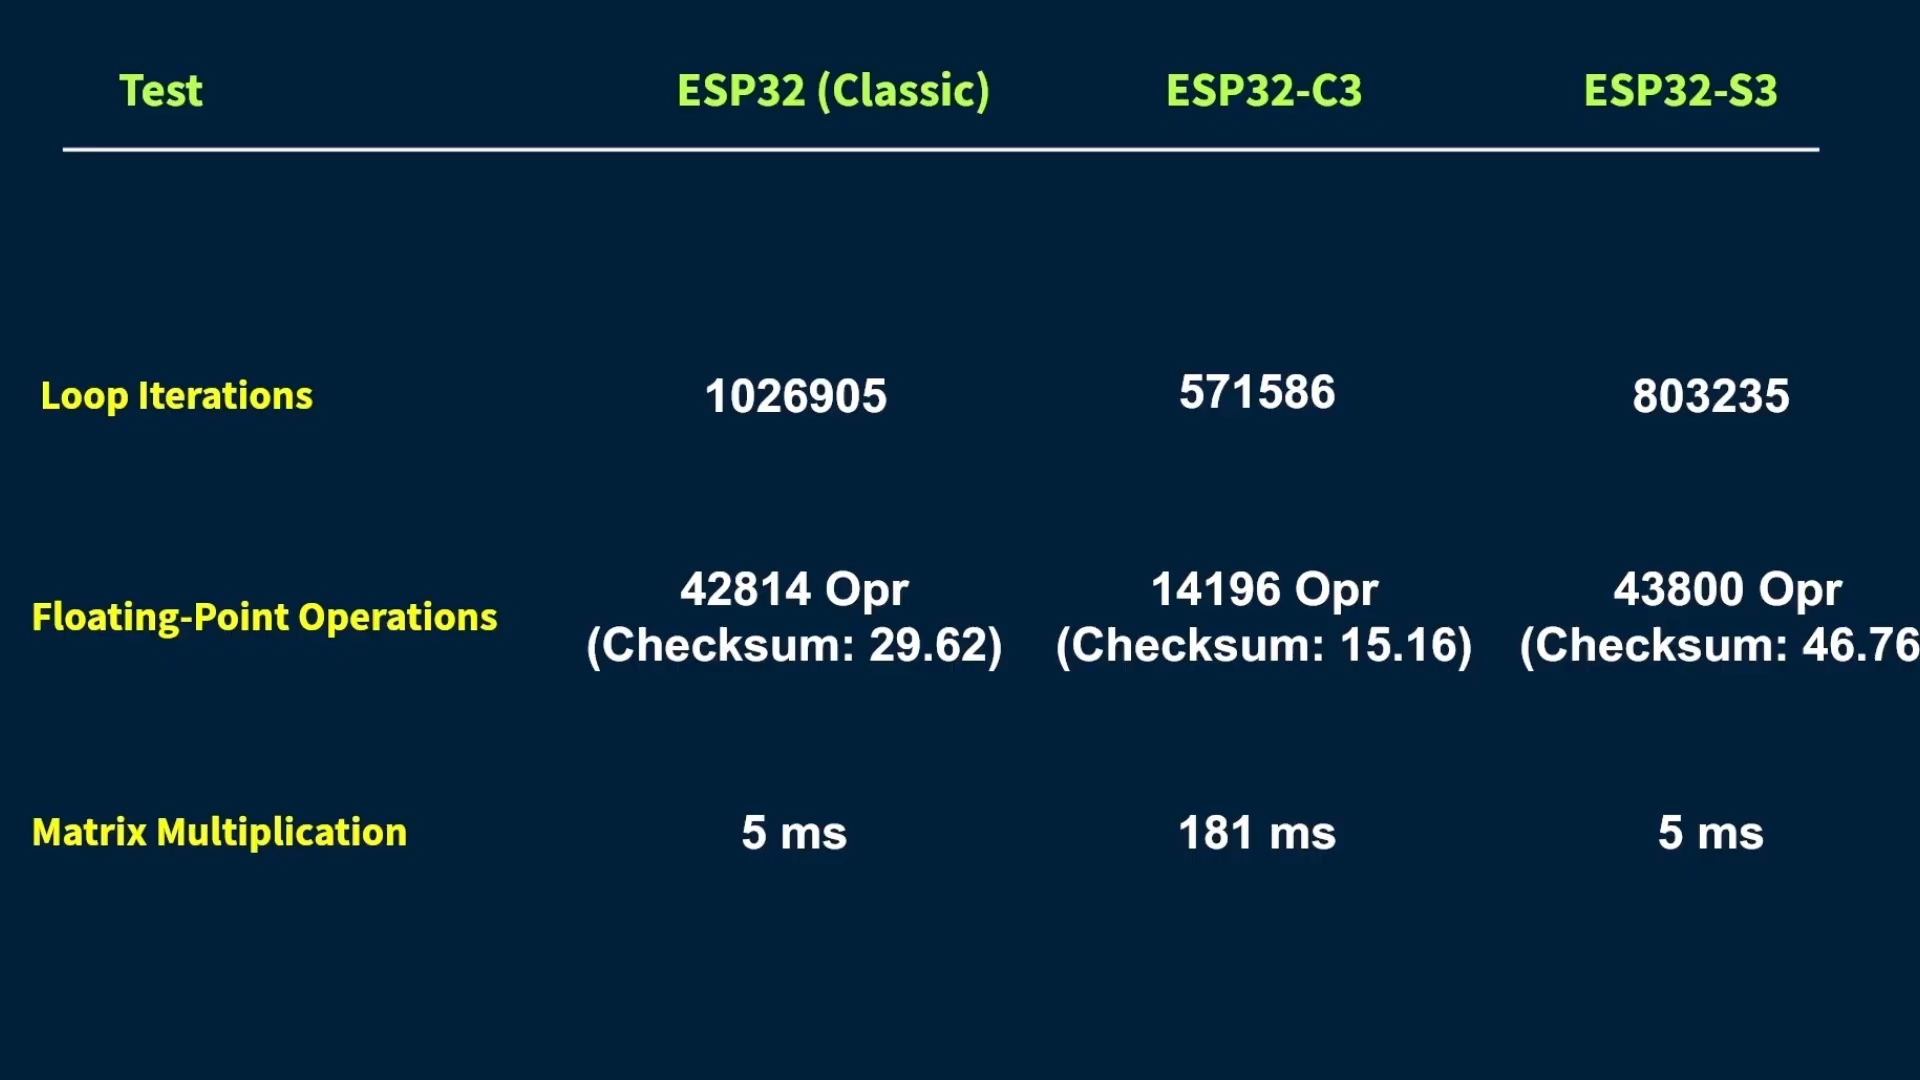 Test ESP32 (Classic) ESP32-C3 ESP32-S3
Loop Iterations 1026905 571586 803235
Floating-Point Operations 42814 Opr 14196 Opr 43800 Opr
(Checksum: 29.62) (Checksum: 15.16) (Checksum: 46.76
Matrix Multiplication 5 ms 181 ms 5 ms